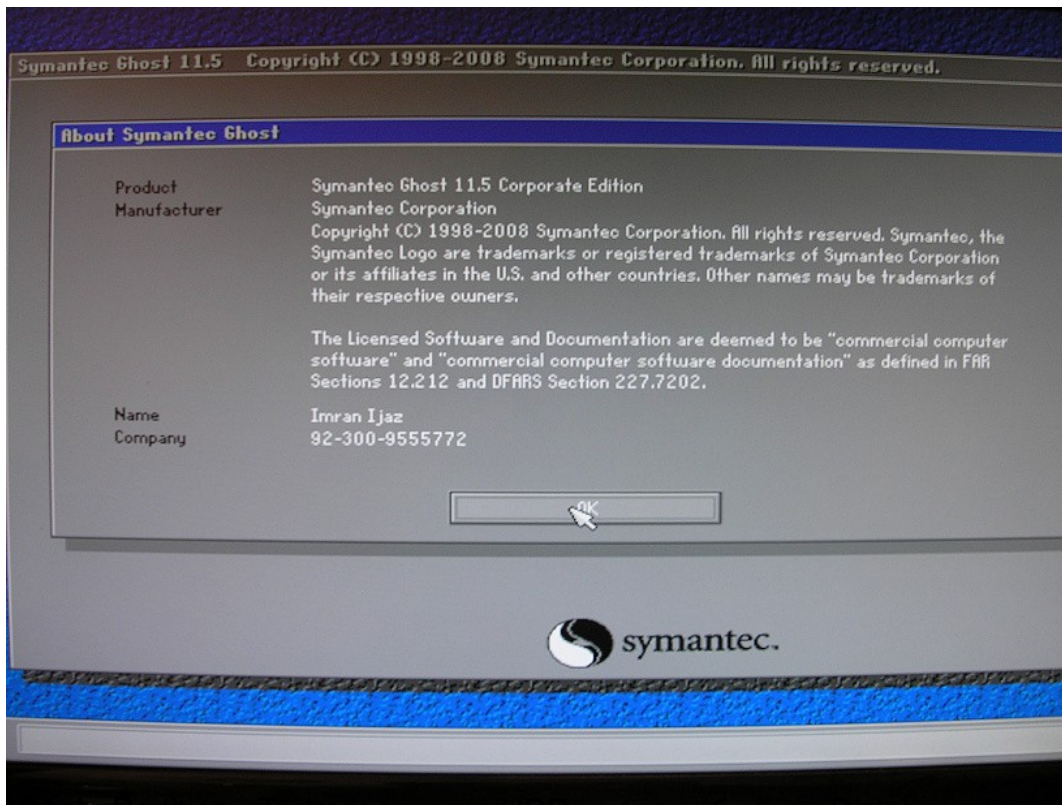 Symantec Ghost 11.5 Copyright (C) 1998-2008 Symantec Corporation. All rights reserved.
About Symantec Ghost
Product Symantec Ghost 11.5 Corporate Edition
Manufacturer Symantec Corporation
Copyright (C) 1998-2008 Symantec Corporation. All rights reserved. Symantec, the
Symantec Logo are trademarks or registered trademarks of Symantec Corporation
or its affiliates in the U.S. and other countries. Other names may be trademarks of
their respective owners.
The Licensed Software and Documentation are deemed to be "commercial computer
software" and "commercial computer software documentation" as defined in FAR
Sections 12.212 and DFARS Section 227.7202.
Name Imran Ijaz
Company 92-300-9555772
OK
symantec.